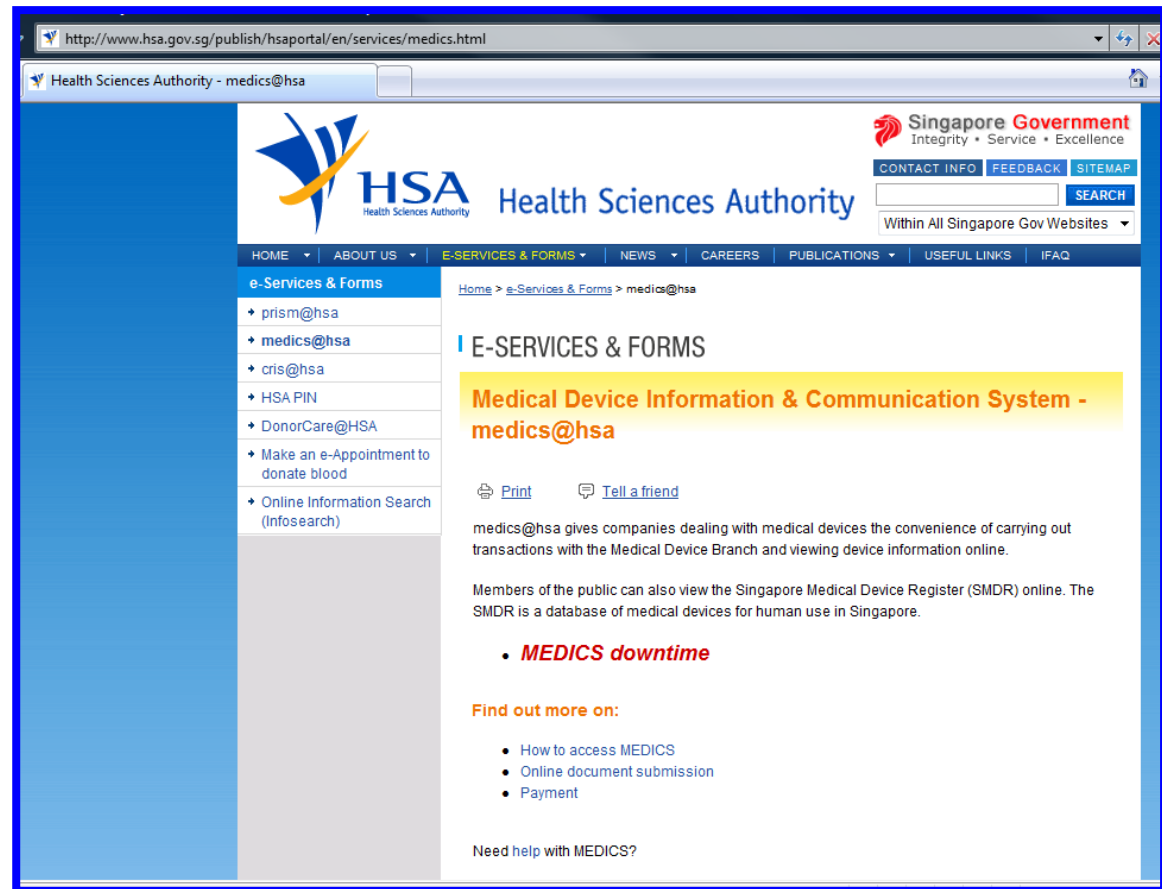 http://www.hsa.gov.sg/publish/hsaportal/en/services/medics.html
Health Sciences Authority - medics@hsa
HSA
Health Sciences Authority
Health Sciences Authority
Singapore Government
Integrity • Service • Excellence
CONTACT INFO FEEDBACK SITEMAP
SEARCH
Within All Singapore Gov Websites
HOME ABOUT US E-SERVICES & FORMS NEWS CAREERS PUBLICATIONS USEFUL LINKS IFAQ
e-Services & Forms
prism@hsa
medics@hsa
cris@hsa
HSA PIN
DonorCare@HSA
Make an e-Appointment to
donate blood
Online Information Search
(Infosearch)
Home > e-Services & Forms > medics@hsa
E-SERVICES & FORMS
Medical Device Information & Communication System -
medics@hsa
Print Tell a friend
medics@hsa gives companies dealing with medical devices the convenience of carrying out
transactions with the Medical Device Branch and viewing device information online.
Members of the public can also view the Singapore Medical Device Register (SMDR) online. The
SMDR is a database of medical devices for human use in Singapore.
• MEDICS downtime
Find out more on:
• How to access MEDICS
• Online document submission
• Payment
Need help with MEDICS?